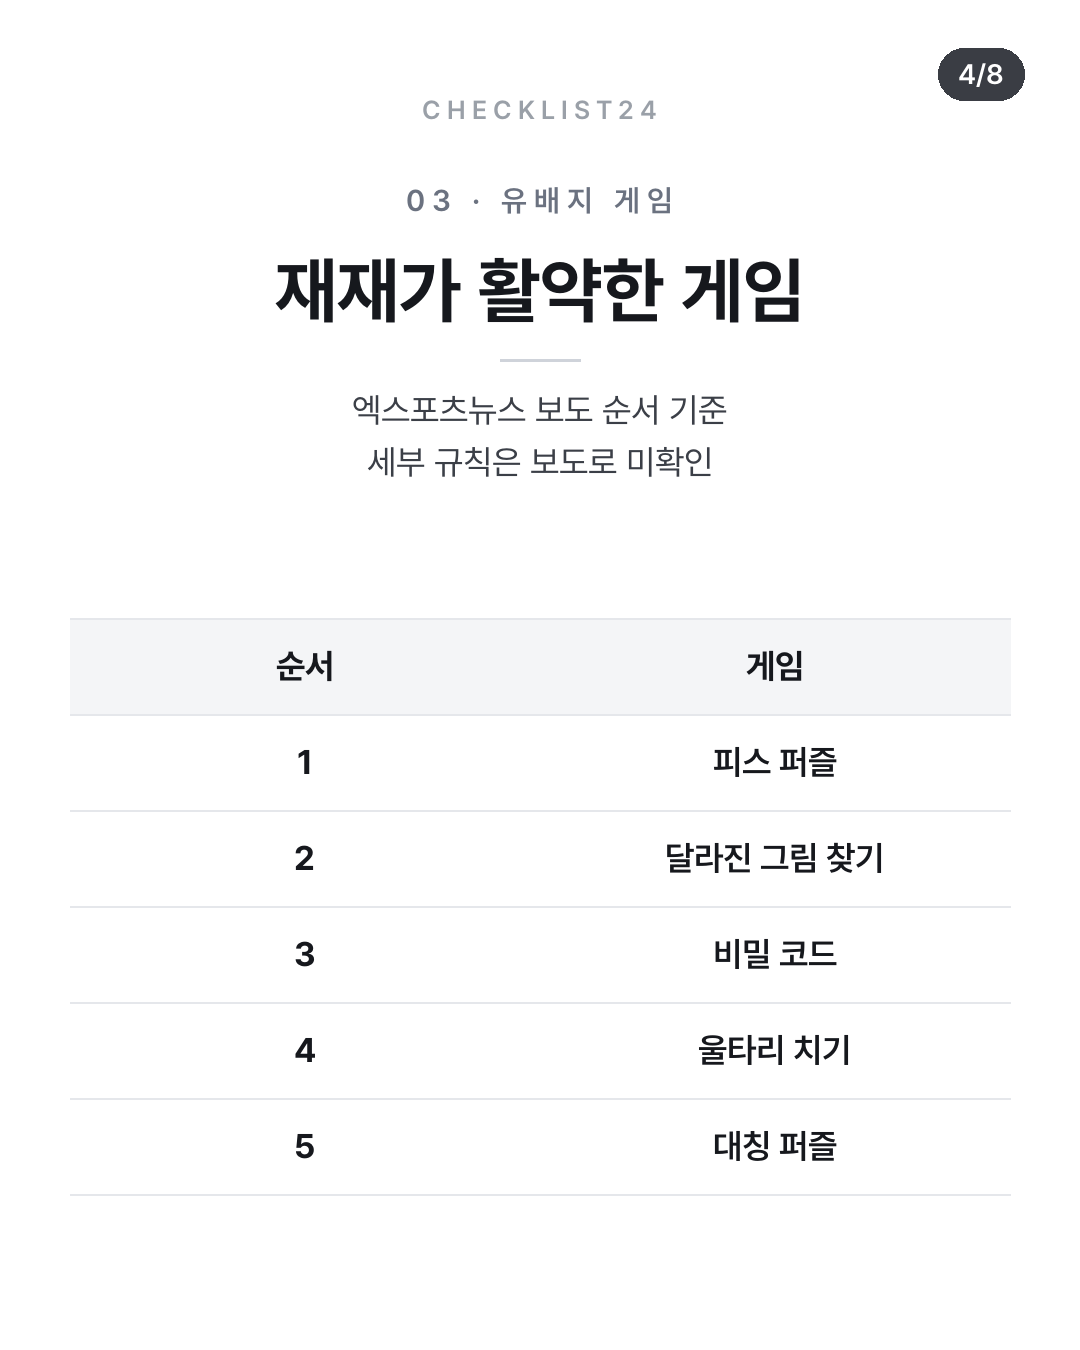 4/8
CHECKLIST24
03 · 유배지 게임
재재가 활약한 게임
엑스포츠뉴스 보도 순서 기준
세부 규칙은 보도로 미확인
순서 게임
1 피스 퍼즐
2 달라진 그림 찾기
3 비밀 코드
4 울타리 치기
5 대칭 퍼즐